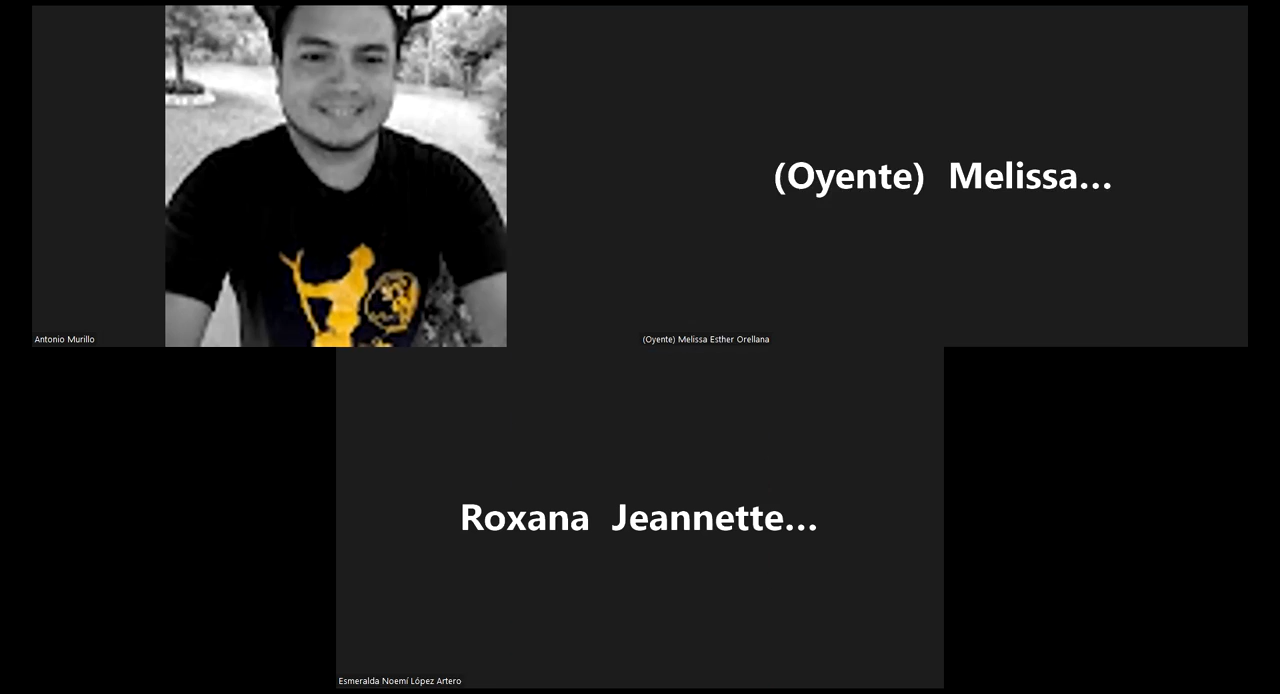 (Oyente) Melissa...
Antonio Murillo
(Oyente) Melissa Esther Orellana
Roxana Jeannette...
Esmeralda Noemí López Artero